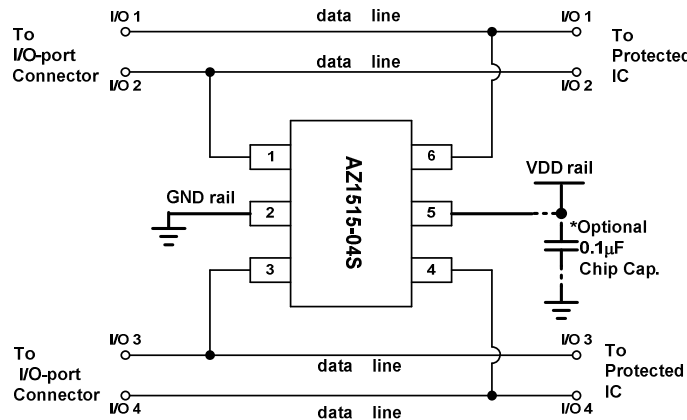 I/O 1 data line I/O 1
To
I/O-port
Connector
data line
I/O 2 I/O 2
To
Protected
IC
1 6
GND rail 2 5
3 4
AZ1515-04S
VDD rail
*Optional
0.1µF
Chip Cap.
I/O 3 I/O 3
To
I/O-port
Connector
data line
To
Protected
IC
I/O 4 data line I/O 4